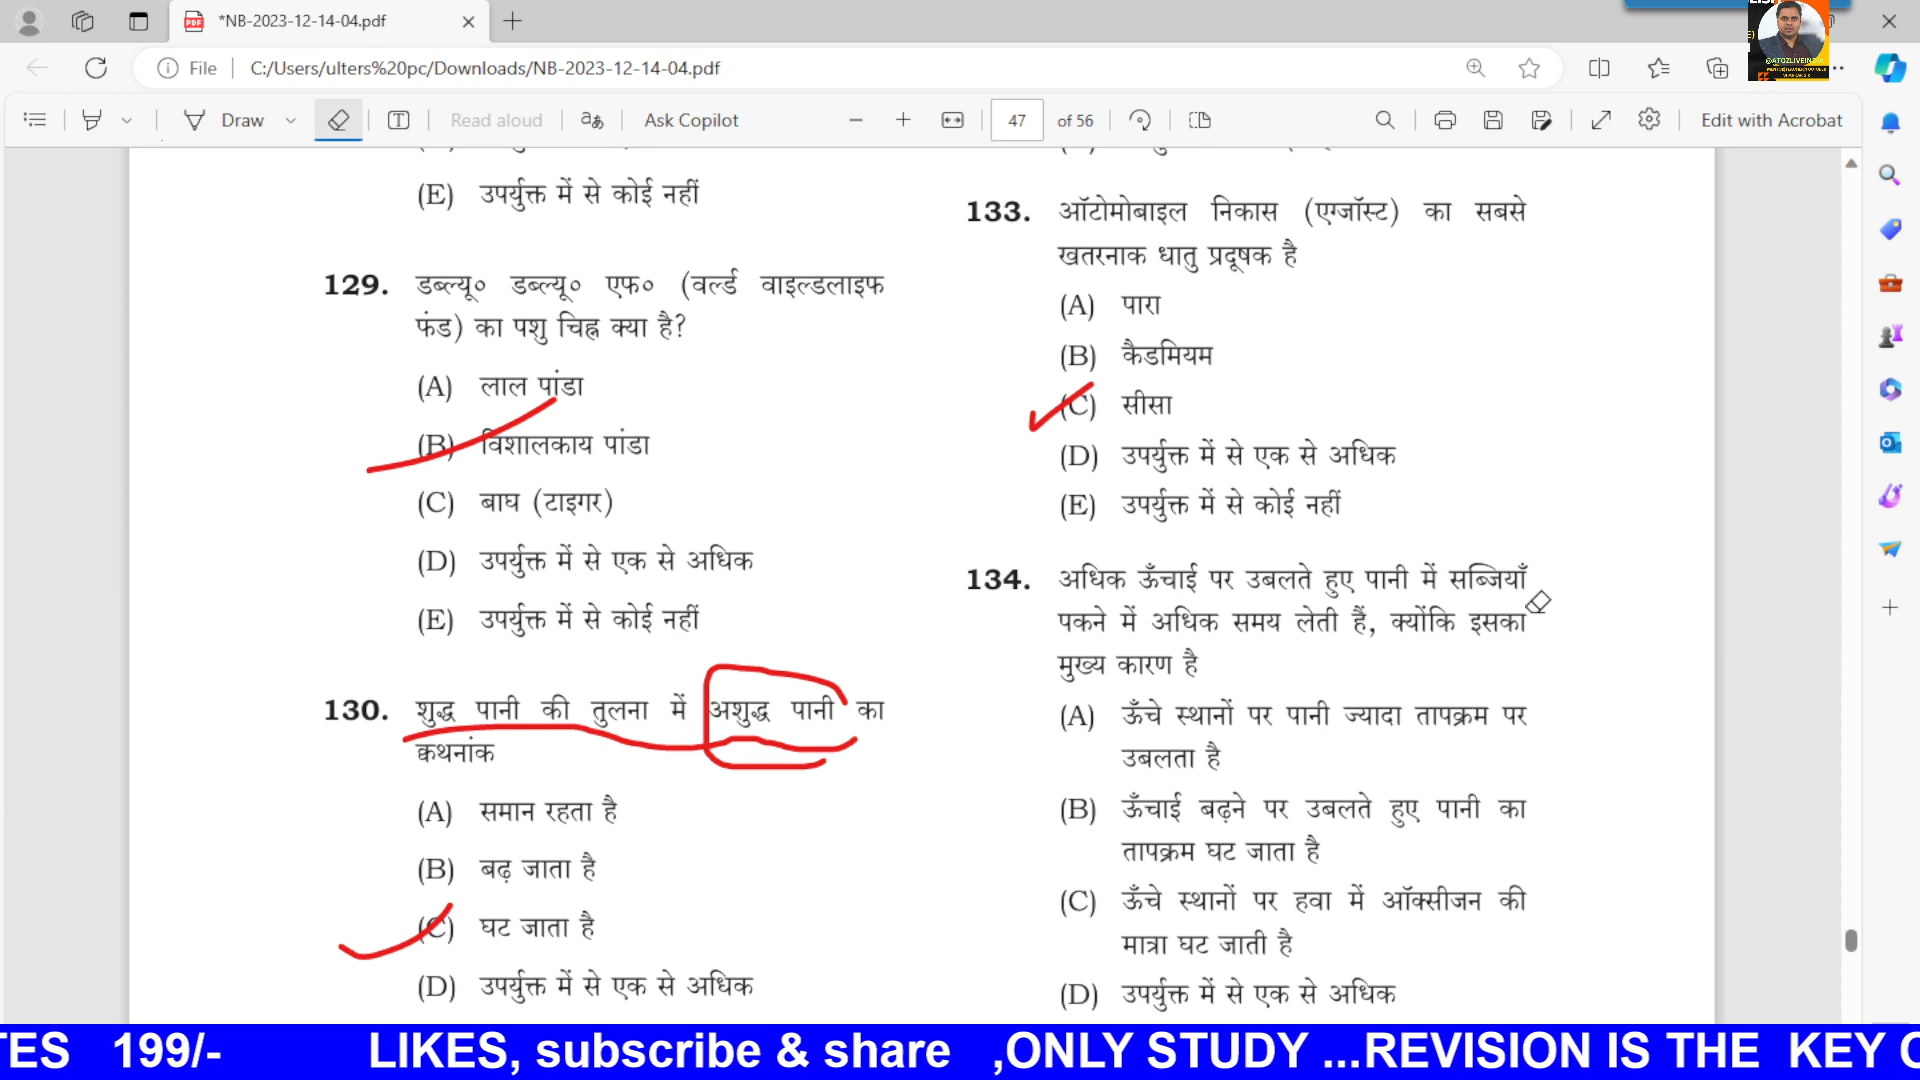 *NB-2023-12-14-04.pdf
File
C:/Users/ulters%20pc/Downloads/NB-2023-12-14-04.pdf
Draw
Read aloud
Ask Copilot
47 of 56
Edit with Acrobat
@ATOZLIVEINDIA
(E) उपर्युक्त में से कोई नहीं
129. डब्ल्यू० डब्ल्यू० एफ० (वर्ल्ड वाइल्डलाइफ
फंड) का पशु चिह्न क्या है?
(A) लाल पांडा
(B) विशालकाय पांडा
(C) बाघ (टाइगर)
(D) उपर्युक्त में से एक से अधिक
(E) उपर्युक्त में से कोई नहीं
130. शुद्ध पानी की तुलना में अशुद्ध पानी का
क्वथनांक
(A) समान रहता है
(B) बढ़ जाता है
(C) घट जाता है
(D) उपर्युक्त में से एक से अधिक
133. ऑटोमोबाइल निकास (एग्जॉस्ट) का सबसे
खतरनाक धातु प्रदूषक है
(A) पारा
(B) कैडमियम
(C) सीसा
(D) उपर्युक्त में से एक से अधिक
(E) उपर्युक्त में से कोई नहीं
134. अधिक ऊँचाई पर उबलते हुए पानी में सब्जियाँ
पकने में अधिक समय लेती हैं, क्योंकि इसका
मुख्य कारण है
(A) ऊँचे स्थानों पर पानी ज्यादा तापक्रम पर
उबलता है
(B) ऊँचाई बढ़ने पर उबलते हुए पानी का
तापक्रम घट जाता है
(C) ऊँचे स्थानों पर हवा में ऑक्सीजन की
मात्रा घट जाती है
(D) उपर्युक्त में से एक से अधिक
TES 199/- LIKES, subscribe & share ,ONLY STUDY ...REVISION IS THE KEY